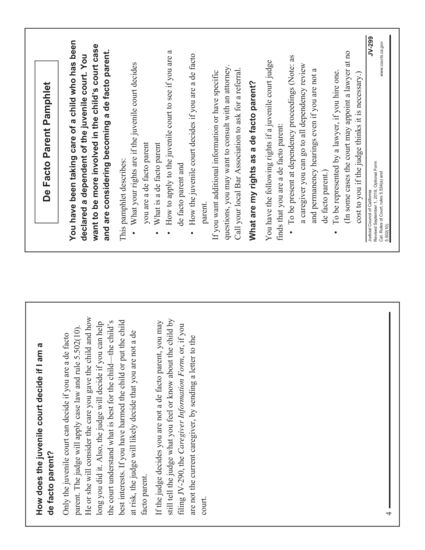 De Facto Parent Pamphlet
You have been taking care of a child who has been
declared a dependent of the juvenile court. You
want to be more involved in the child's court case
and are considering becoming a de facto parent.
This pamphlet describes:
• What your rights are if the juvenile court decides
you are a de facto parent
• What is a de facto parent
• How to apply to the juvenile court to see if you are a
de facto parent and
• How the juvenile court decides if you are a de facto
parent.
If you want additional information or have specific
questions, you may want to consult with an attorney.
Call your local Bar Association to ask for a referral.
What are my rights as a de facto parent?
You have the following rights if a juvenile court judge
finds that you are a de facto parent:
• To be present at dependency proceedings (Note: as
a caregiver you can go to all dependency review
and permanency hearings even if you are not a
de facto parent.)
• To be represented by a lawyer, if you hire one.
(In some cases the court may appoint a lawyer at no
cost to you if the judge thinks it is necessary.)
Judicial Council of California
JV-299
www.courts.ca.gov
How does the juvenile court decide if I am a
de facto parent?
Only the juvenile court can decide if you are a de facto
parent. The judge will apply case law and rule 5.502(10).
He or she will consider the care you gave the child and how
long you did it. Also, the judge will decide if you can help
the court understand what is best for the child—the child's
best interests. If you have harmed the child or put the child
at risk, the judge will likely decide that you are not a de
facto parent.
If the judge decides you are not a de facto parent, you may
still tell the judge what you feel or know about the child by
filing JV-290, the Caregiver Information Form, or, if you
are not the current caregiver, by sending a letter to the
court.
4